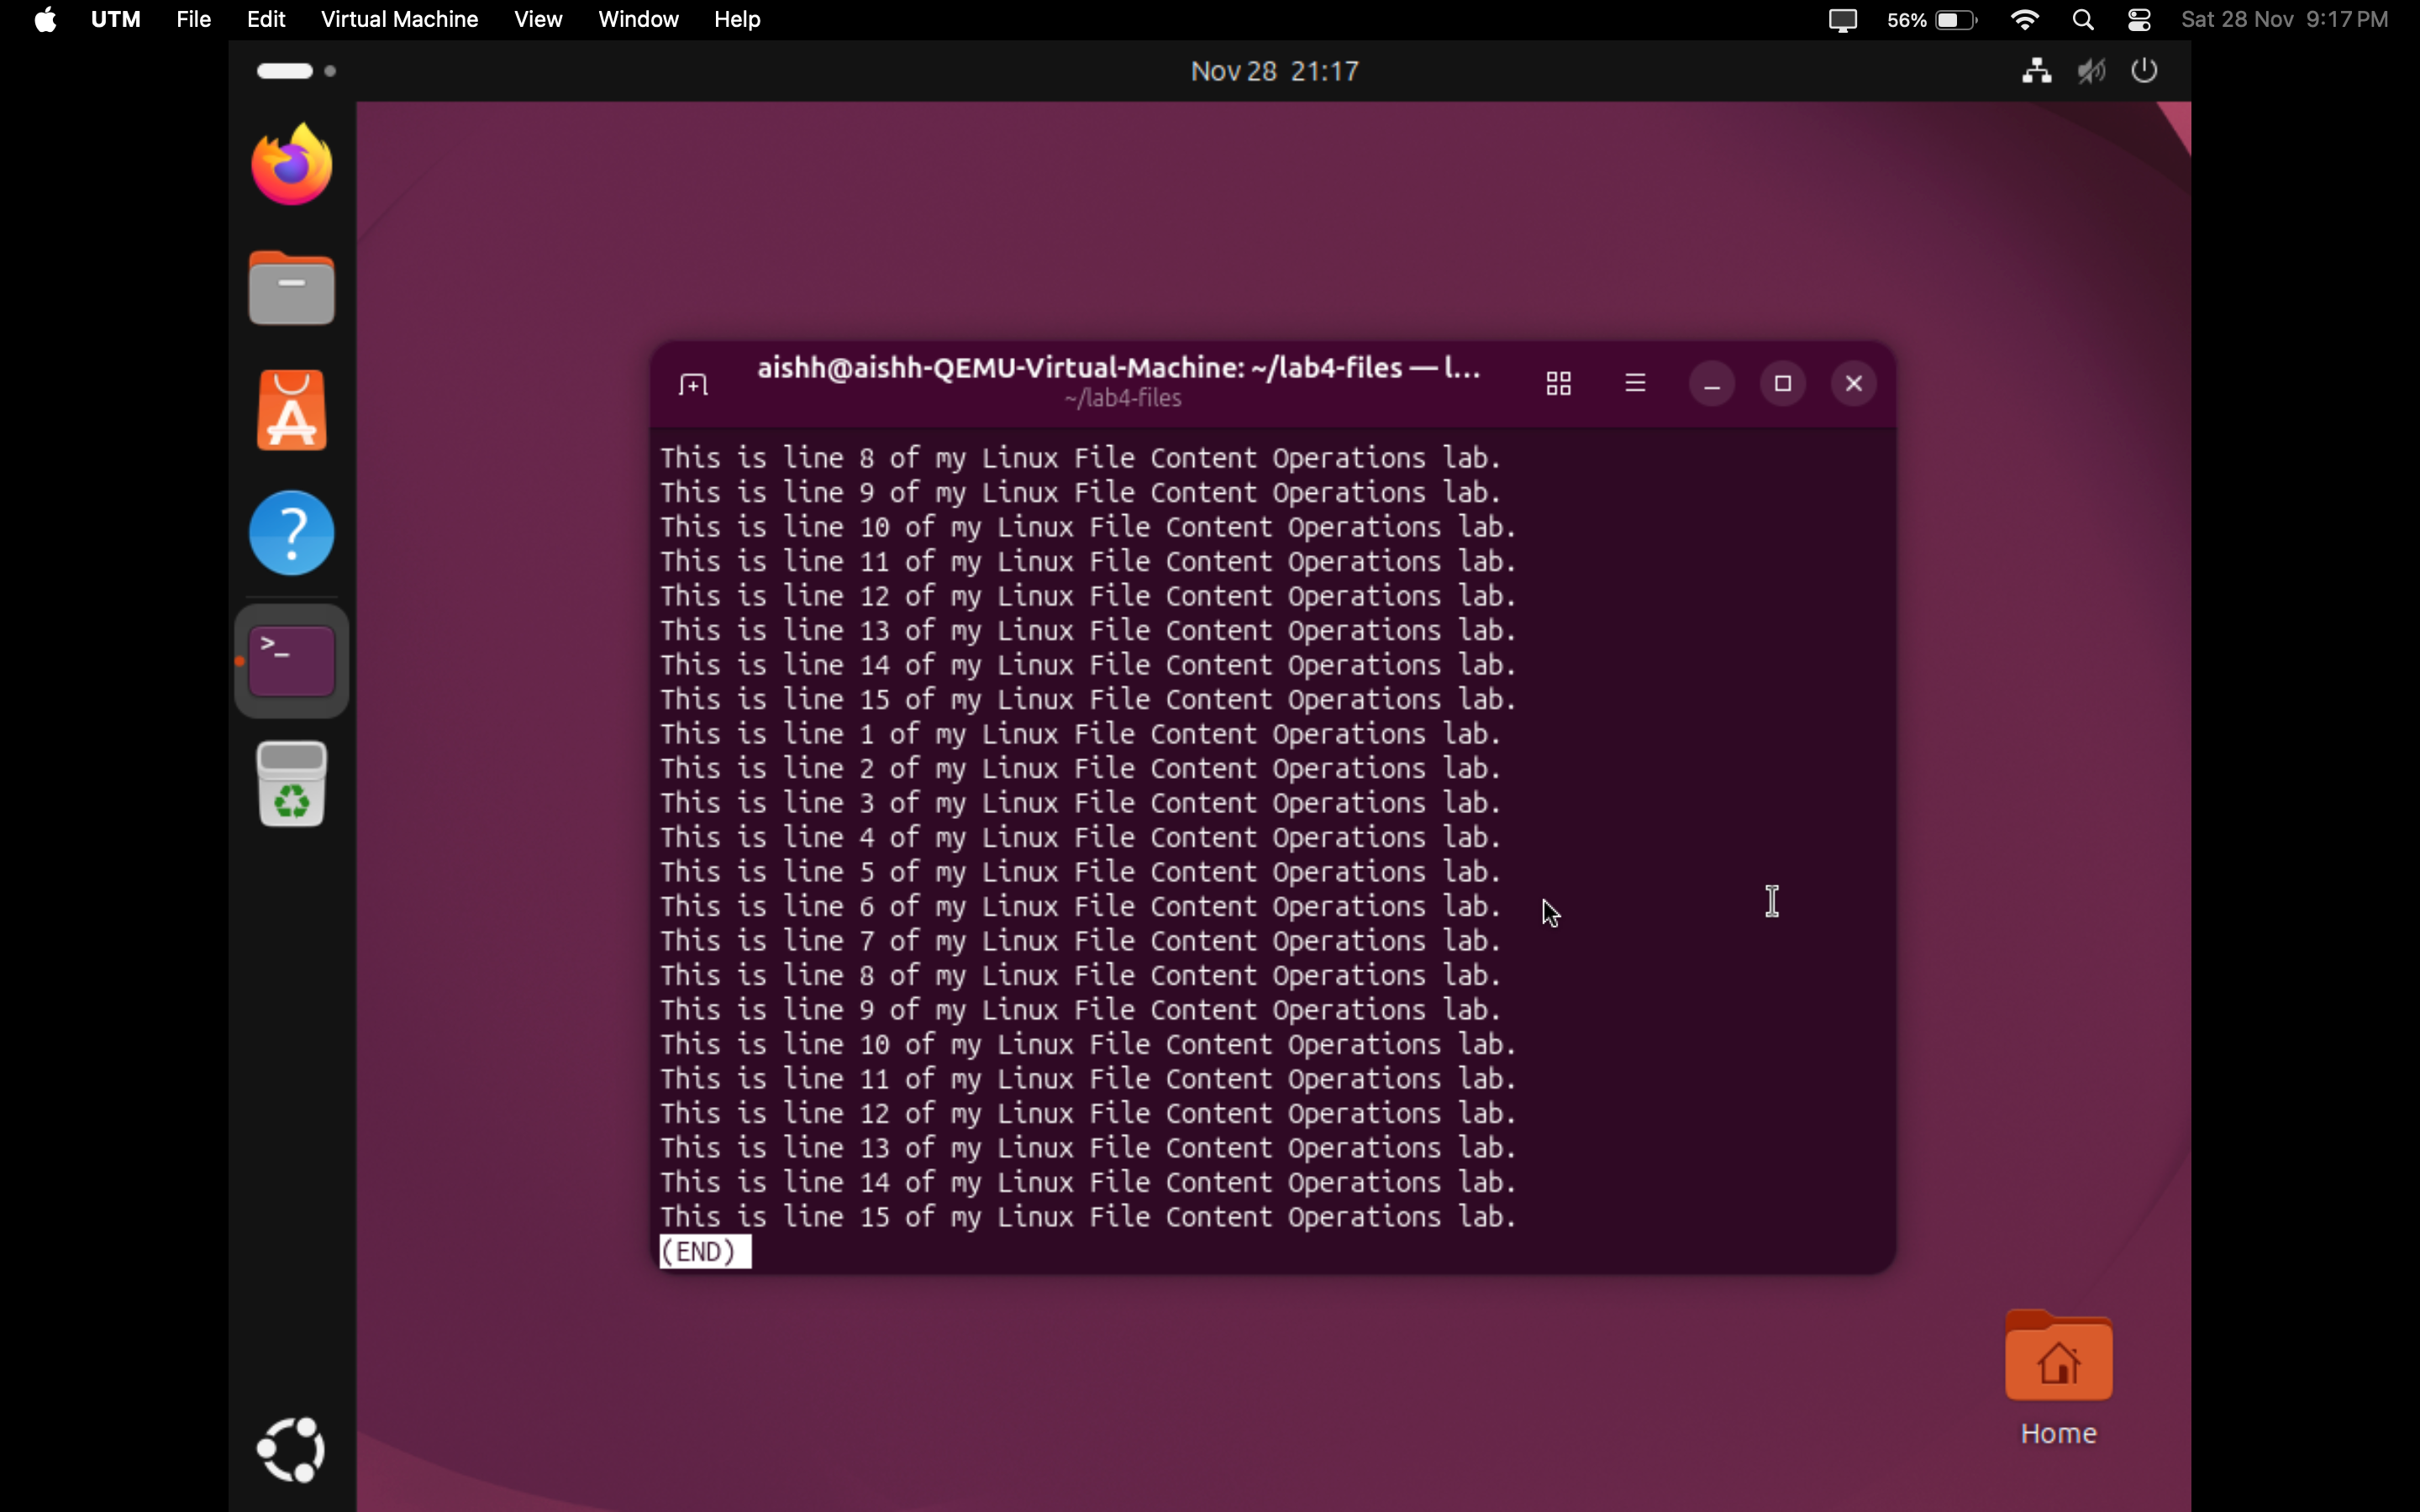 UTM File Edit Virtual Machine View Window Help 56% Sat 28 Nov 9:17 PM
Nov 28 21:17
aishh@aishh-QEMU-Virtual-Machine: ~/lab4-files — l...
~/lab4-files
This is line 8 of my Linux File Content Operations lab.
This is line 9 of my Linux File Content Operations lab.
This is line 10 of my Linux File Content Operations lab.
This is line 11 of my Linux File Content Operations lab.
This is line 12 of my Linux File Content Operations lab.
This is line 13 of my Linux File Content Operations lab.
This is line 14 of my Linux File Content Operations lab.
This is line 15 of my Linux File Content Operations lab.
This is line 1 of my Linux File Content Operations lab.
This is line 2 of my Linux File Content Operations lab.
This is line 3 of my Linux File Content Operations lab.
This is line 4 of my Linux File Content Operations lab.
This is line 5 of my Linux File Content Operations lab.
This is line 6 of my Linux File Content Operations lab.
This is line 7 of my Linux File Content Operations lab.
This is line 8 of my Linux File Content Operations lab.
This is line 9 of my Linux File Content Operations lab.
This is line 10 of my Linux File Content Operations lab.
This is line 11 of my Linux File Content Operations lab.
This is line 12 of my Linux File Content Operations lab.
This is line 13 of my Linux File Content Operations lab.
This is line 14 of my Linux File Content Operations lab.
This is line 15 of my Linux File Content Operations lab.
(END)
Home